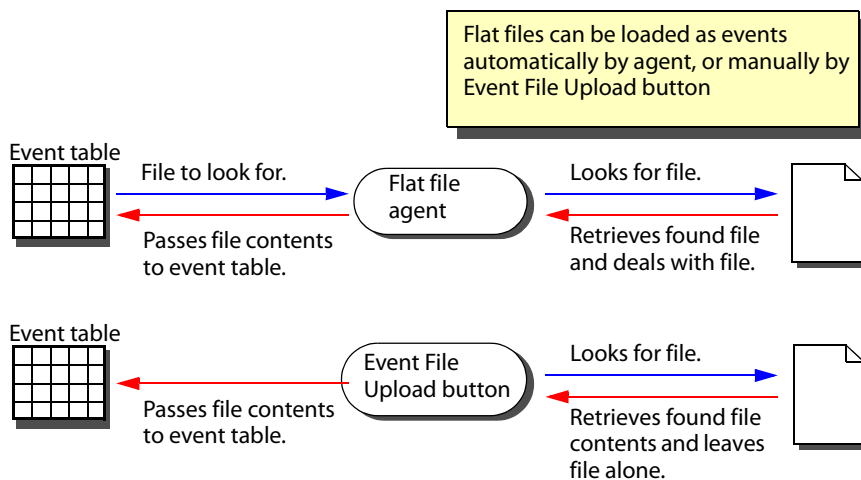 Flat files can be loaded as events
automatically by agent, or manually by
Event File Upload button
Event table
File to look for.
Flat file
agent
Looks for file.
Passes file contents
to event table.
Retrieves found file
and deals with file.
Event table
Event File
Upload button
Looks for file.
Passes file contents
to event table.
Retrieves found file
contents and leaves
file alone.